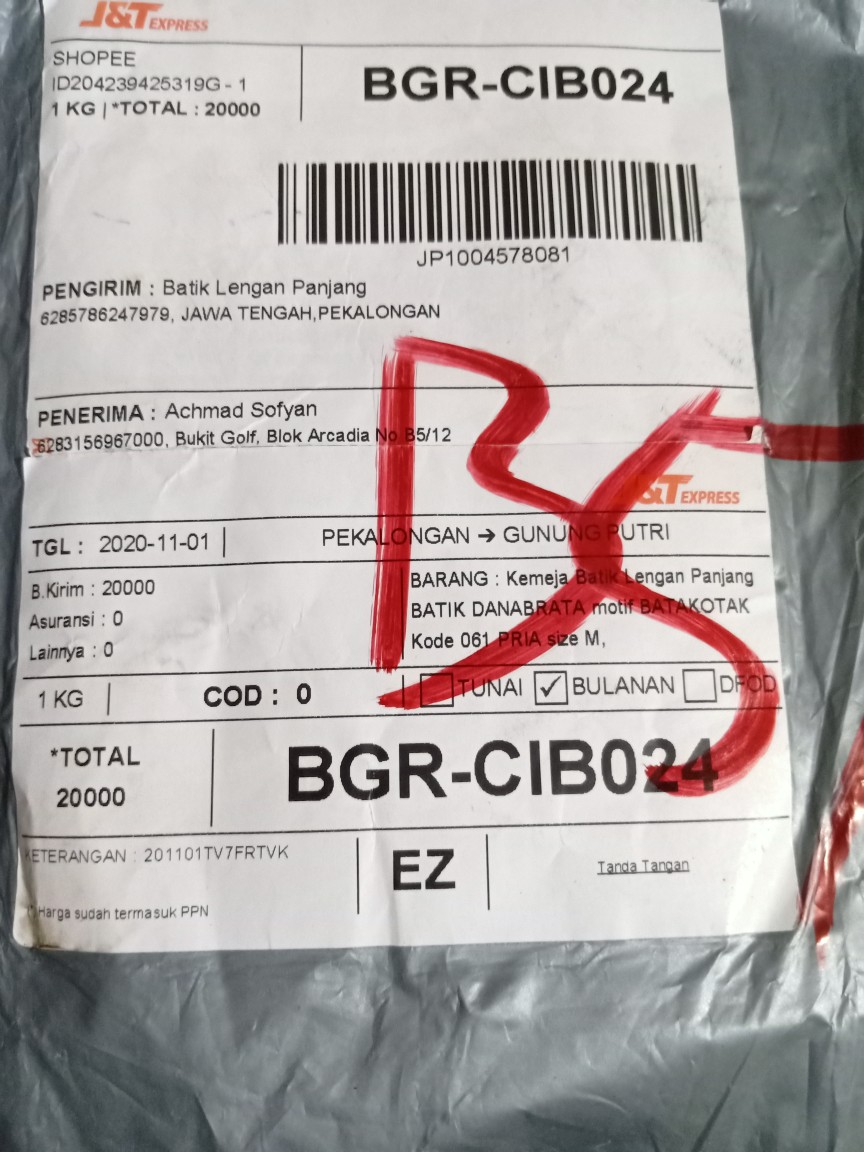 J&T EXPRESS
SHOPEE
ID204239425319G - 1
1 KG | *TOTAL : 20000
BGR-CIB024
JP1004578081
PENGIRIM : Batik Lengan Panjang
6285786247979, JAWA TENGAH,PEKALONGAN
PENERIMA : Achmad Sofyan
6283156967000, Bukit Golf, Blok Arcadia No B5/12
J&T EXPRESS
TGL : 2020-11-01 | PEKALONGAN → GUNUNG PUTRI
B.Kirim : 20000
Asuransi : 0
Lainnya : 0
BARANG : Kemeja Batik Lengan Panjang
BATIK DANABRATA motif BATAKOTAK
Kode 061 PRIA size M,
1 KG | COD : 0
TUNAI ✓ BULANAN DFOD
*TOTAL
20000
BGR-CIB024
KETERANGAN : 201101TV7FRTVK
(*)Harga sudah termasuk PPN
EZ
Tanda Tangan
B5